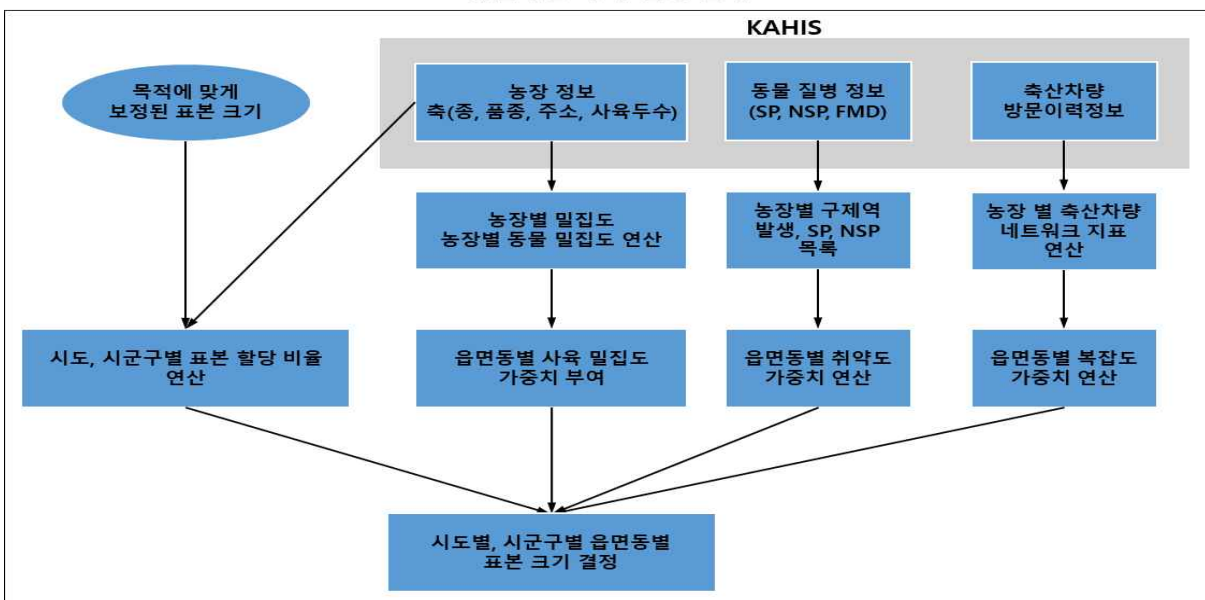 KAHIS
목적에 맞게
보정된 표본 크기
농장 정보
축(종, 품종, 주소, 사육두수)
동물 질병 정보
(SP, NSP, FMD)
축산차량
방문이력정보
농장별 밀집도
농장별 동물 밀집도 연산
농장별 구제역
발생, SP, NSP
목록
농장 별 축산차량
네트워크 지표
연산
시도, 시군구별 표본 할당 비율
연산
읍면동별 사육 밀집도
가중치 부여
읍면동별 취약도
가중치 연산
읍면동별 복잡도
가중치 연산
시도별, 시군구별 읍면동별
표본 크기 결정